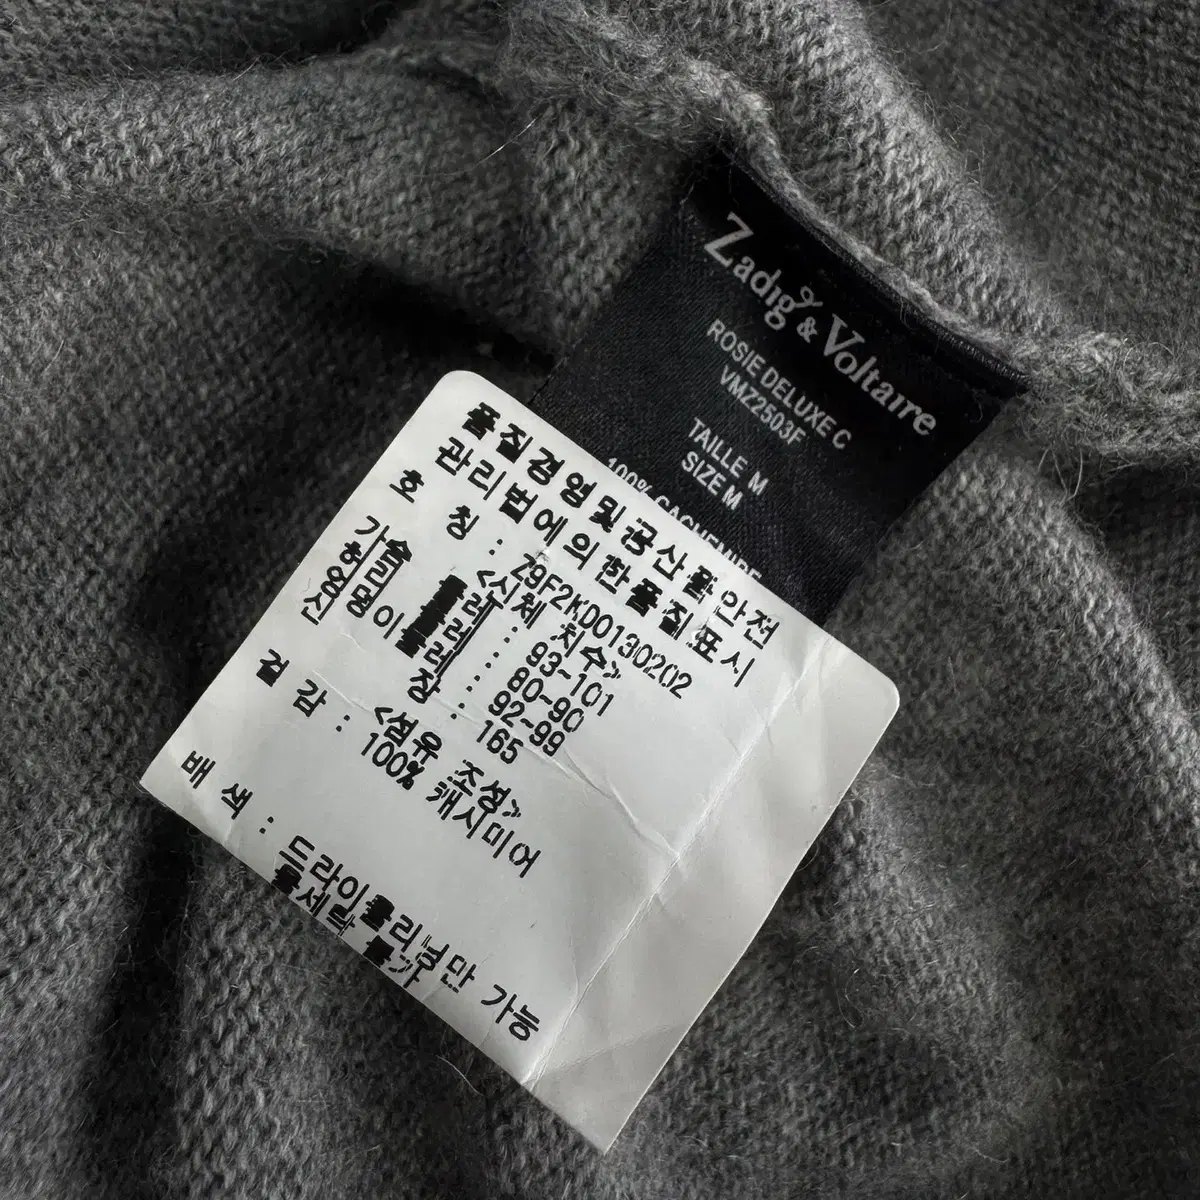 Zadig & Voltaire
ROSIE DELUXE C
VMZ2503F
TAILLE M
SIZE M
100% CACHEMIRE
품질경영및공산품안전
관리법에의한품질표시
호 칭 : Z9F2KD0130202
<신체 치수>
가슴둘레 : 93~101
허리둘레 : 80~90
엉덩이둘레 : 92~99
신 장 : 165
<섬유 조성>
겉 감 : 100% 캐시미어
배 색 :
드라이클리닝만 가능
물세탁 불가